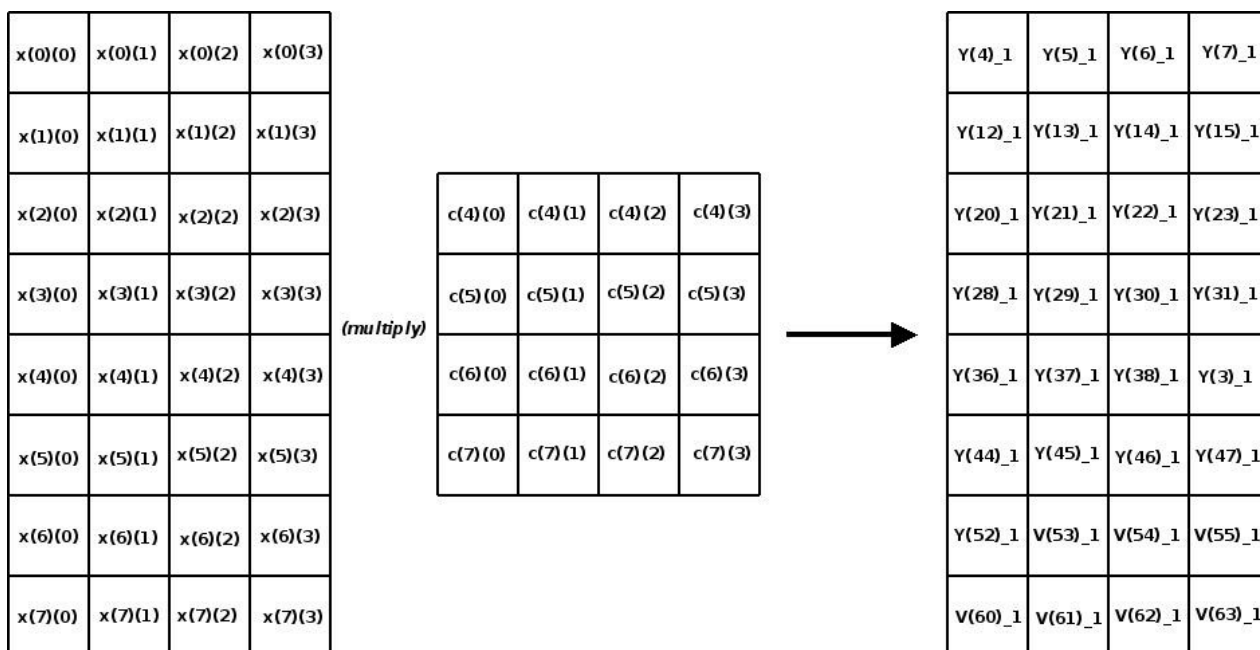 x(0)(0) x(0)(1) x(0)(2) x(0)(3)
x(1)(0) x(1)(1) x(1)(2) x(1)(3)
x(2)(0) x(2)(1) x(2)(2) x(2)(3)
x(3)(0) x(3)(1) x(3)(2) x(3)(3)
x(4)(0) x(4)(1) x(4)(2) x(4)(3)
x(5)(0) x(5)(1) x(5)(2) x(5)(3)
x(6)(0) x(6)(1) x(6)(2) x(6)(3)
x(7)(0) x(7)(1) x(7)(2) x(7)(3)
(multiply)
c(4)(0) c(4)(1) c(4)(2) c(4)(3)
c(5)(0) c(5)(1) c(5)(2) c(5)(3)
c(6)(0) c(6)(1) c(6)(2) c(6)(3)
c(7)(0) c(7)(1) c(7)(2) c(7)(3)
Y(4)_1 Y(5)_1 Y(6)_1 Y(7)_1
Y(12)_1 Y(13)_1 Y(14)_1 Y(15)_1
Y(20)_1 Y(21)_1 Y(22)_1 Y(23)_1
Y(28)_1 Y(29)_1 Y(30)_1 Y(31)_1
Y(36)_1 Y(37)_1 Y(38)_1 Y(3)_1
Y(44)_1 Y(45)_1 Y(46)_1 Y(47)_1
Y(52)_1 V(53)_1 V(54)_1 V(55)_1
V(60)_1 V(61)_1 V(62)_1 V(63)_1